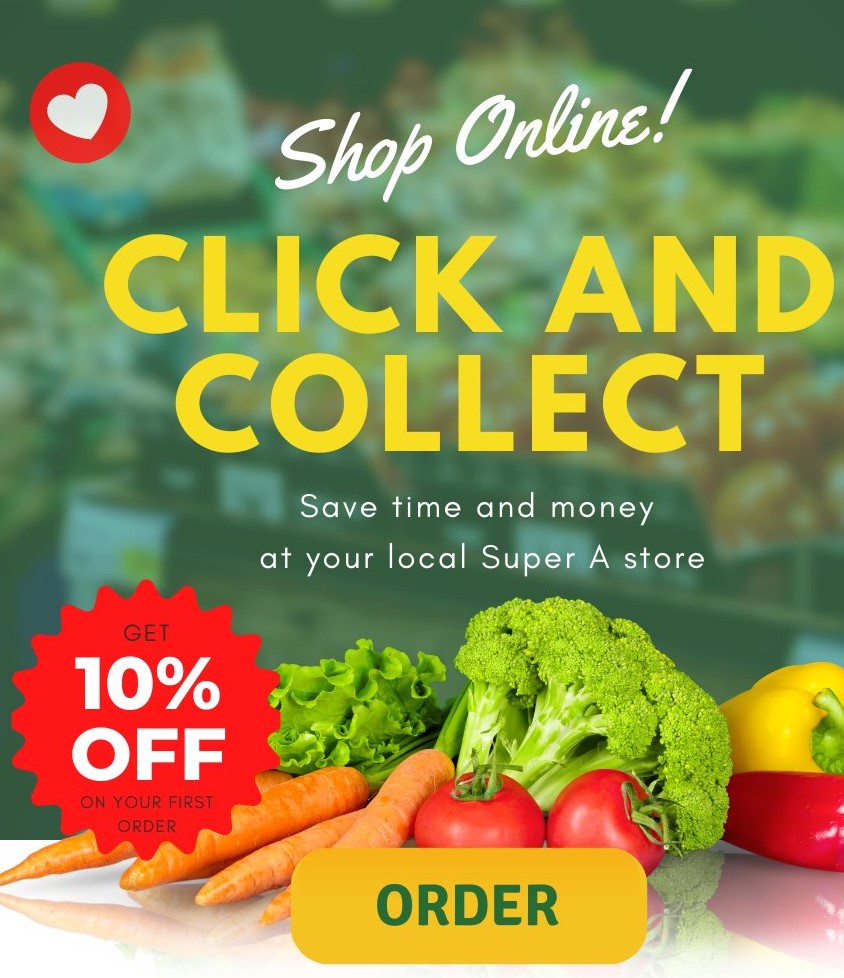 Shop Online!
CLICK AND
COLLECT
Save time and money
at your local Super A store
GET
10%
OFF
ON YOUR FIRST
ORDER
ORDER